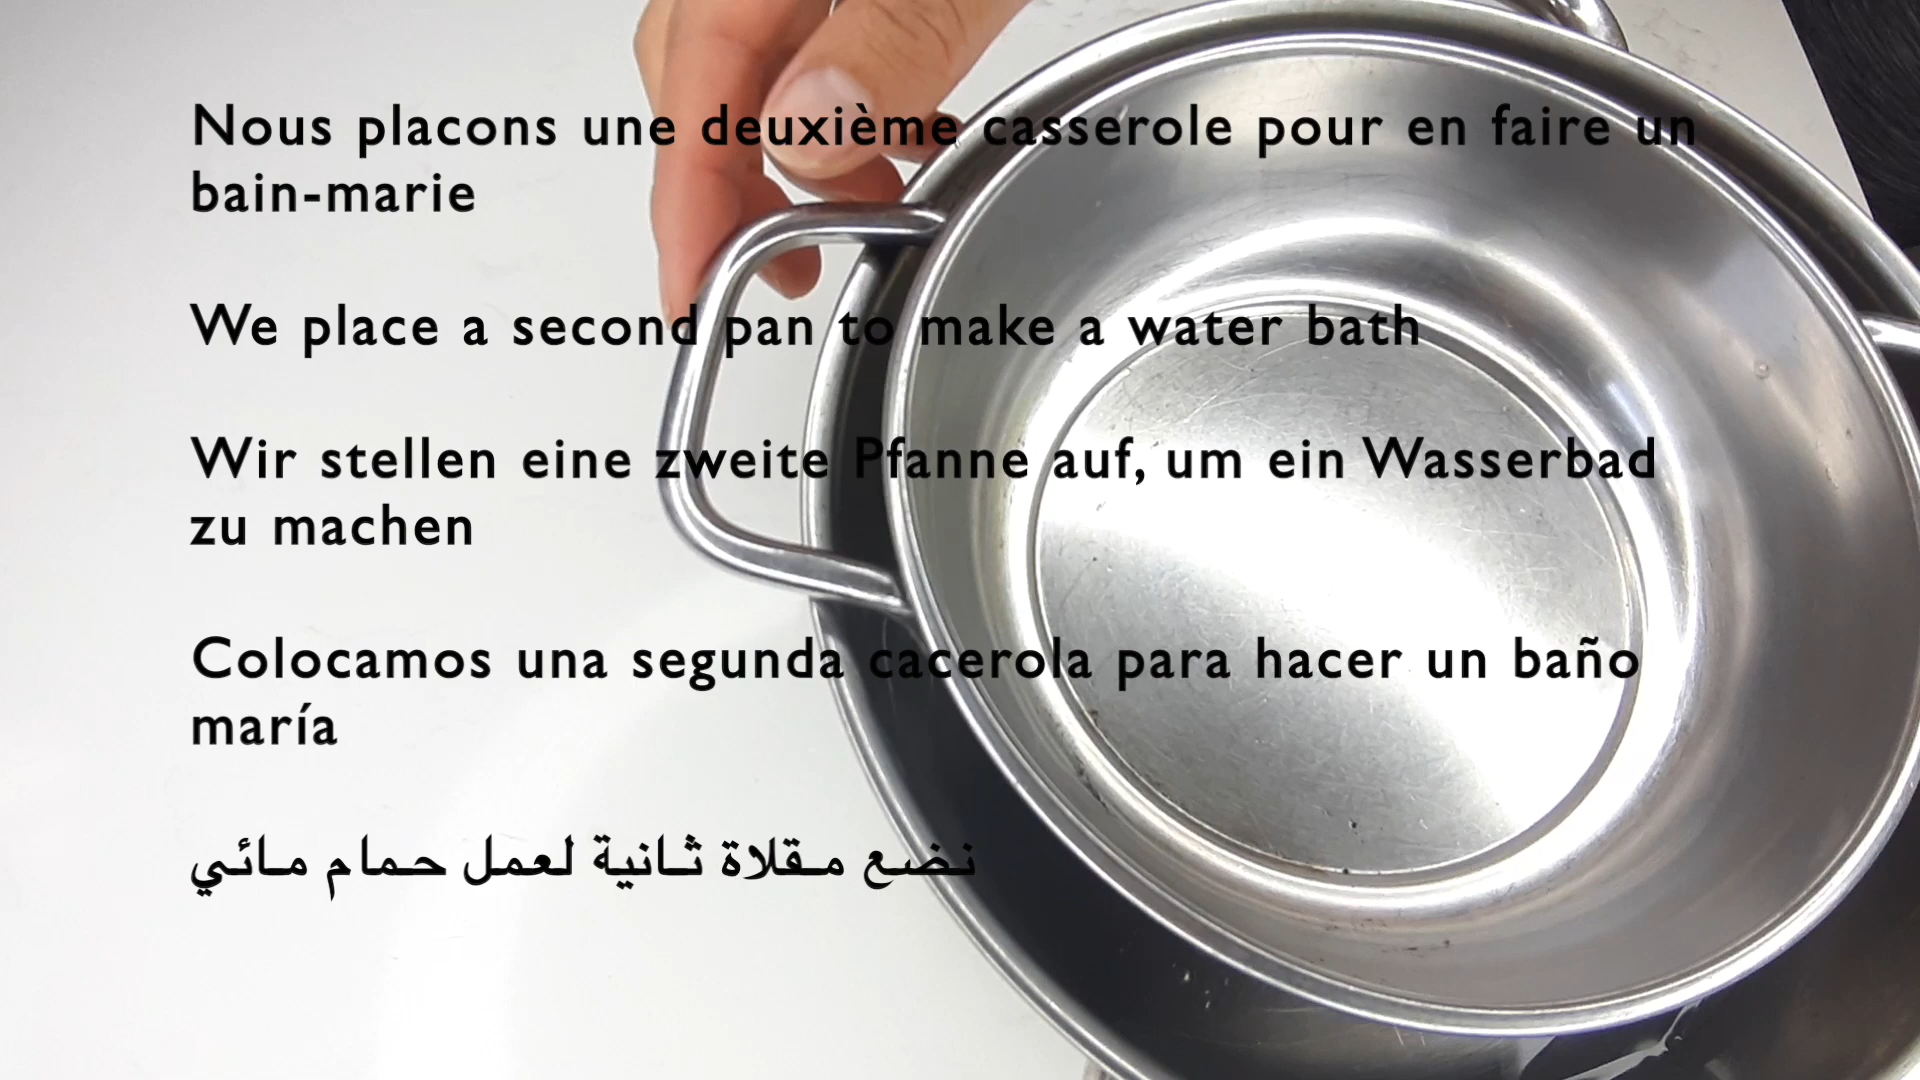 Nous placons une deuxième casserole pour en faire un
bain-marie
We place a second pan to make a water bath
Wir stellen eine zweite Pfanne auf, um ein Wasserbad
zu machen
Colocamos una segunda cacerola para hacer un baño
maría
نضع مقلاة ثانية لعمل حمام مائي